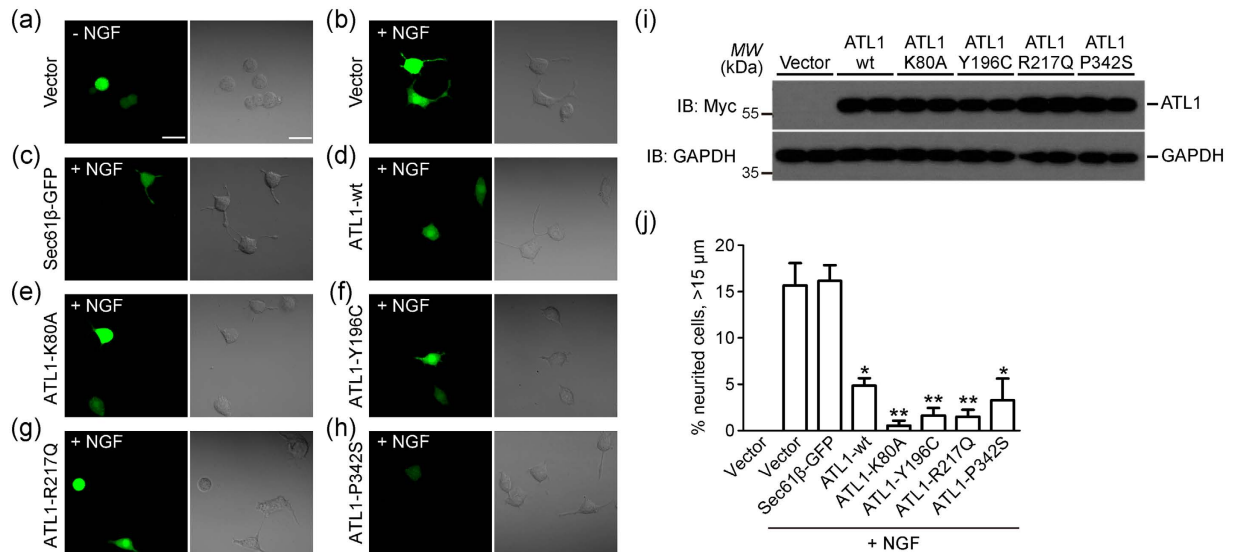 (a)
- NGF
Vector
(b)
+ NGF
Vector
(c)
+ NGF
Sec61β-GFP
(d)
+ NGF
ATL1-wt
(e)
+ NGF
ATL1-K80A
(f)
+ NGF
ATL1-Y196C
(g)
+ NGF
ATL1-R217Q
(h)
+ NGF
ATL1-P342S
(i)
MW
(kDa)
Vector
ATL1
wt
ATL1
K80A
ATL1
Y196C
ATL1
R217Q
ATL1
P342S
IB: Myc
55
ATL1
IB: GAPDH
35
GAPDH
(j)
% neurited cells, >15 μm
20
15
10
5
0
*
**
**
**
*
Vector
Vector
Sec61β-GFP
ATL1-wt
ATL1-K80A
ATL1-Y196C
ATL1-R217Q
ATL1-P342S
+ NGF